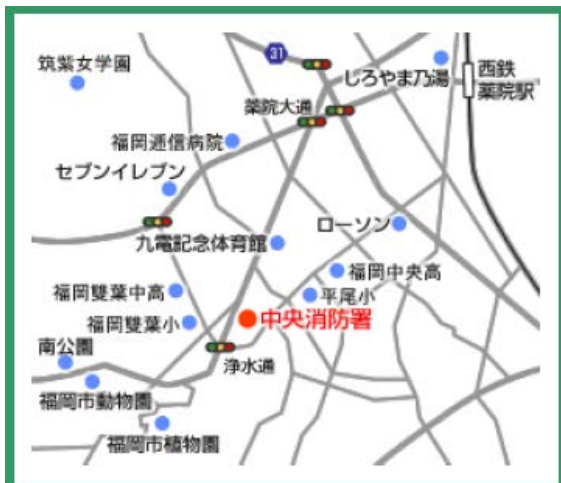 31
筑紫女学園
しろやま乃湯
西鉄
薬院駅
薬院大通
福岡逓信病院
セブンイレブン
ローソン
九電記念体育館
福岡中央高
福岡雙葉中高
平尾小
福岡雙葉小
中央消防署
南公園
浄水通
福岡市動物園
福岡市植物園